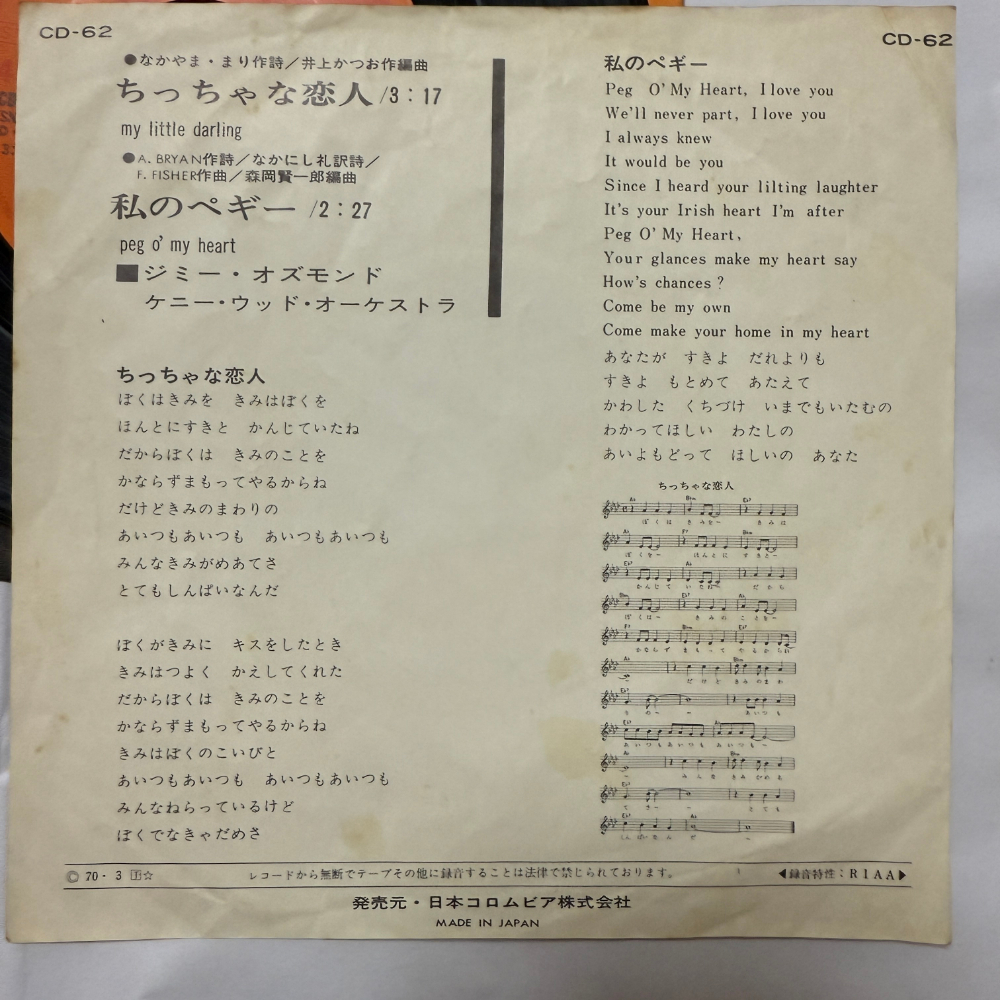 CD-62
CD-62
●なかやま・まり作詩／井上かつお作編曲
ちっちゃな恋人/3：17
my little darling
●A. BRYAN作詩／なかにし礼訳詩／
F. FISHER作曲／森岡賢一郎編曲
私のペギー /2：27
peg o' my heart
■ジミー・オズモンド
ケニー・ウッド・オーケストラ
ちっちゃな恋人
ぼくはきみを　きみはぼくを
ほんとにすきと　かんじていたね
だからぼくは　きみのことを
かならずまもってやるからね
だけどきみのまわりの
あいつもあいつも　あいつもあいつも
みんなきみがめあてさ
とてもしんぱいなんだ
ぼくがきみに　キスをしたとき
きみはつよく　かえしてくれた
だからぼくは　きみのことを
かならずまもってやるからね
きみはぼくのこいびと
あいつもあいつも　あいつもあいつも
みんなねらっているけど
ぼくでなきゃだめさ
私のペギー
Peg O' My Heart, I love you
We'll never part, I love you
I always knew
It would be you
Since I heard your lilting laughter
It's your Irish heart I'm after
Peg O' My Heart,
Your glances make my heart say
How's chances?
Come be my own
Come make your home in my heart
あなたが　すきよ　だれよりも
すきよ　もとめて　あたえて
かわした　くちづけ　いまでもいたむの
わかってほしい　わたしの
あいよもどって　ほしいの　あなた
ちっちゃな恋人
© 70-3
レコードから無断でテープその他に録音することは法律で禁じられております。
◀録音特性：RIAA▶
発売元・日本コロムビア株式会社
MADE IN JAPAN